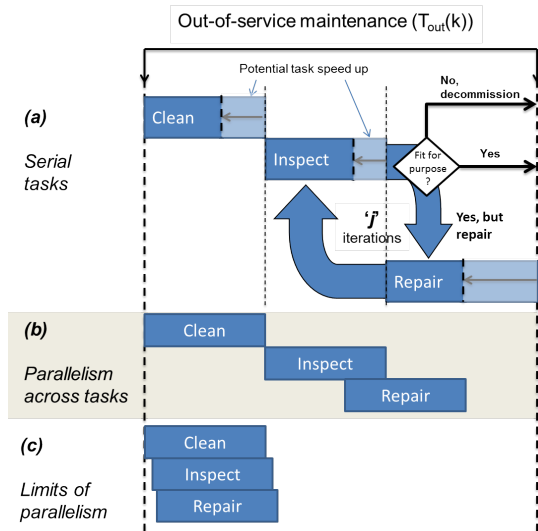 Out-of-service maintenance (Tout(k))
Potential task speed up
No,
decommission
(a)
Clean
Serial
tasks
Inspect
Fit for
purpose
?
Yes
'j'
iterations
Yes, but
repair
Repair
(b)
Clean
Parallelism
across tasks
Inspect
Repair
(c)
Clean
Inspect
Limits of
parallelism
Repair